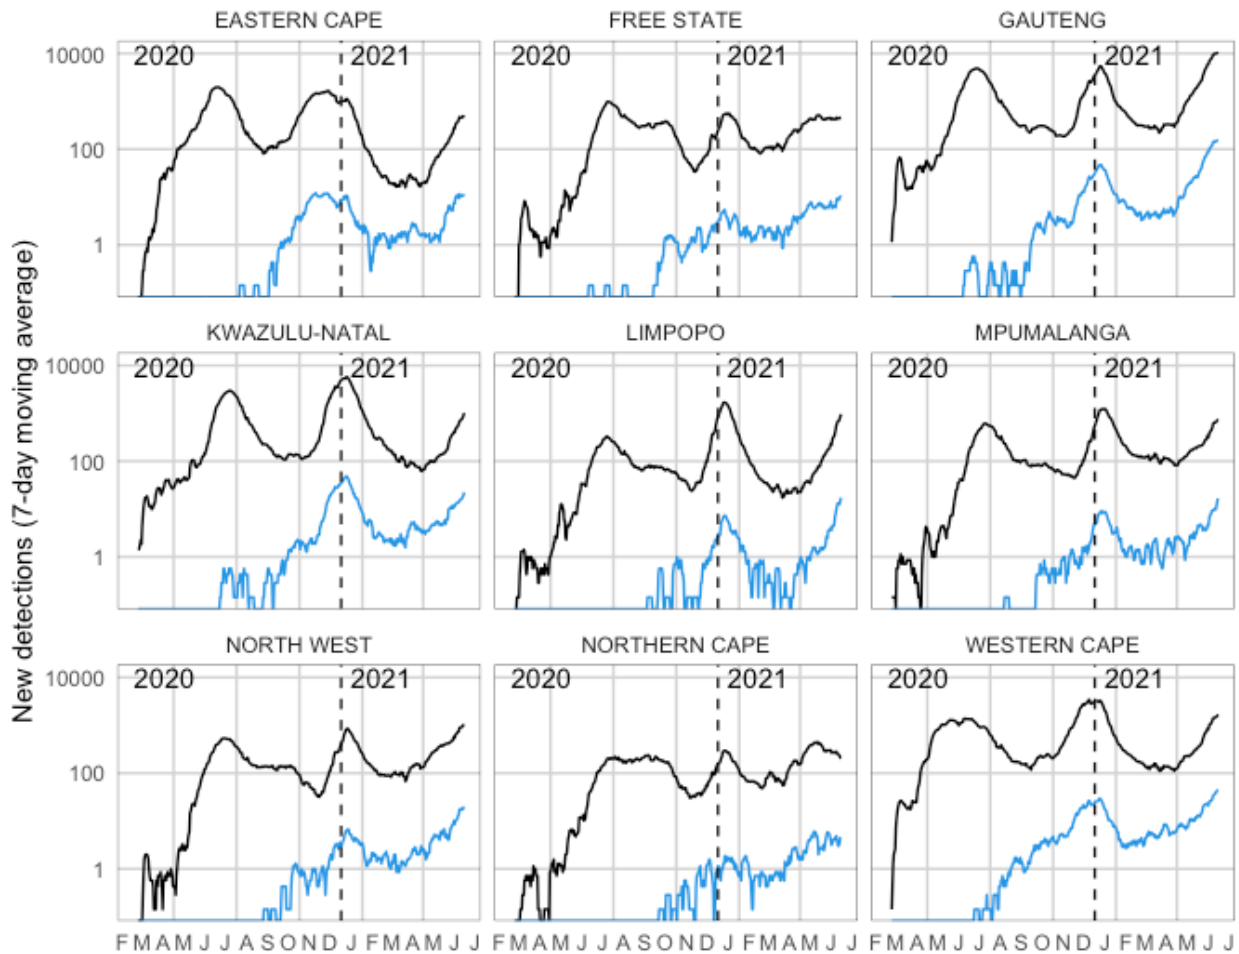 EASTERN CAPE FREE STATE GAUTENG
10000 2020 2021 2020 2021 2020 2021
100
1
KWAZULU-NATAL LIMPOPO MPUMALANGA
10000 2020 2021 2020 2021 2020 2021
100
1
NORTH WEST NORTHERN CAPE WESTERN CAPE
10000 2020 2021 2020 2021 2020 2021
100
1
F M A M J J A S O N D J F M A M J J F M A M J J A S O N D J F M A M J J F M A M J J A S O N D J F M A M J J
New detections (7-day moving average)